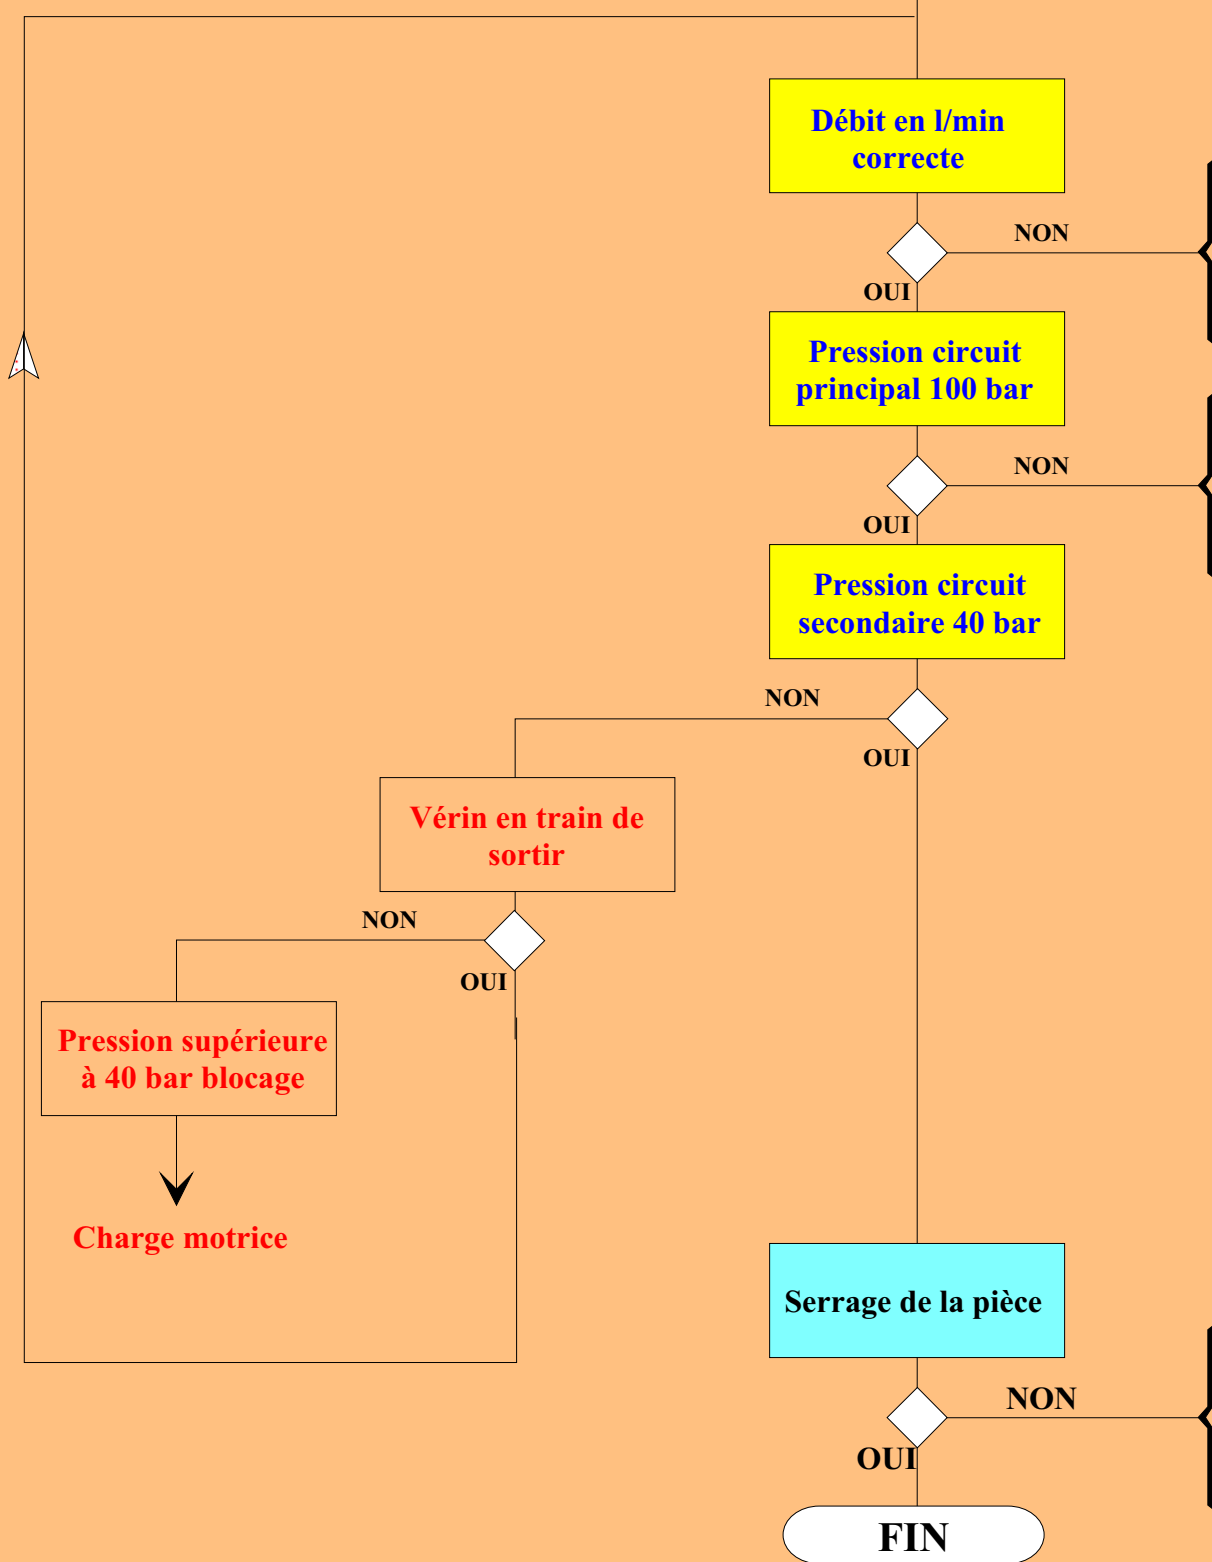 Débit en l/min
correcte
NON
OUI
Pression circuit
principal 100 bar
NON
OUI
Pression circuit
secondaire 40 bar
NON
OUI
Vérin en train de
sortir
NON
OUI
Pression supérieure
à 40 bar blocage
Charge motrice
Serrage de la pièce
NON
OUI
FIN